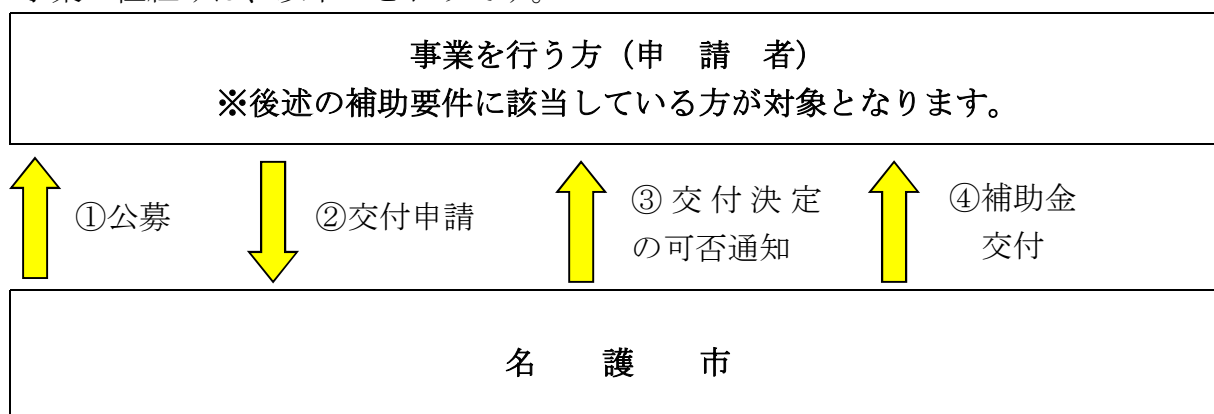 事業を行う方（申　請　者）
※後述の補助要件に該当している方が対象となります。
①公募
②交付申請
③交付決定
の可否通知
④補助金
交付
名　護　市